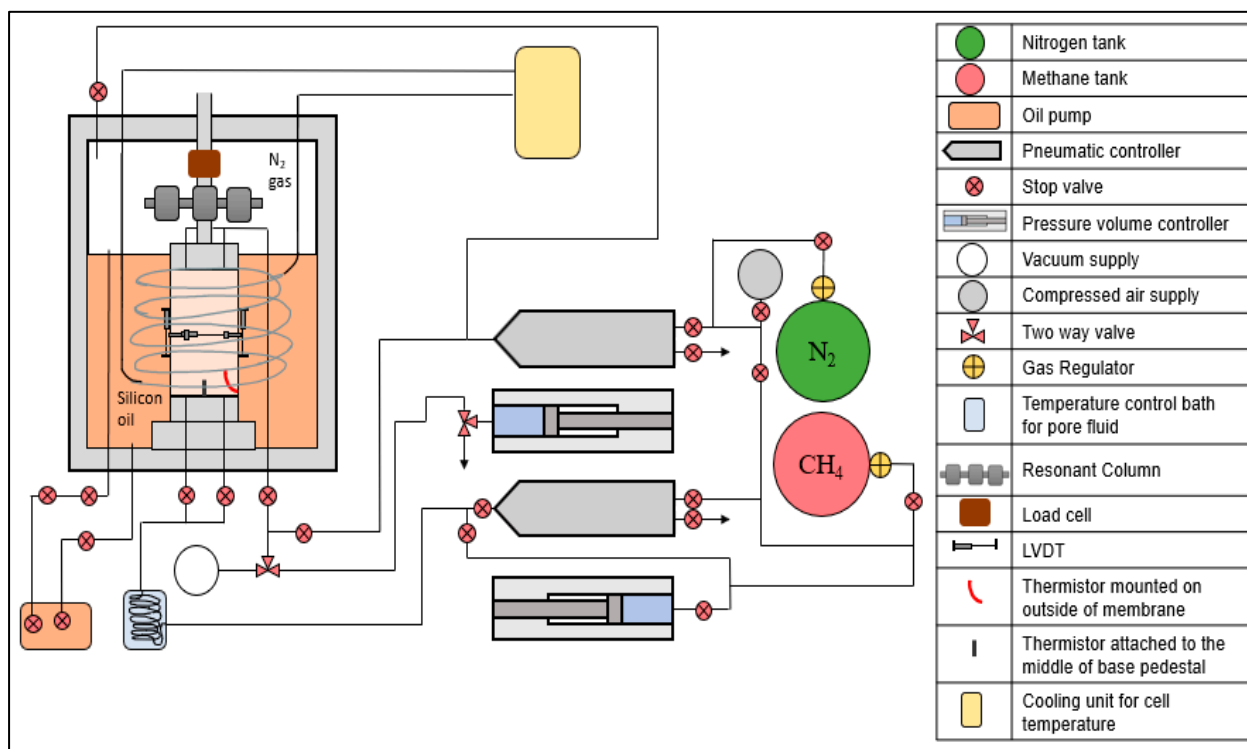 N2
gas
Silicon
oil
N2
CH4
Nitrogen tank
Methane tank
Oil pump
Pneumatic controller
Stop valve
Pressure volume controller
Vacuum supply
Compressed air supply
Two way valve
Gas Regulator
Temperature control bath
for pore fluid
Resonant Column
Load cell
LVDT
Thermistor mounted on
outside of membrane
Thermistor attached to the
middle of base pedestal
Cooling unit for cell
temperature